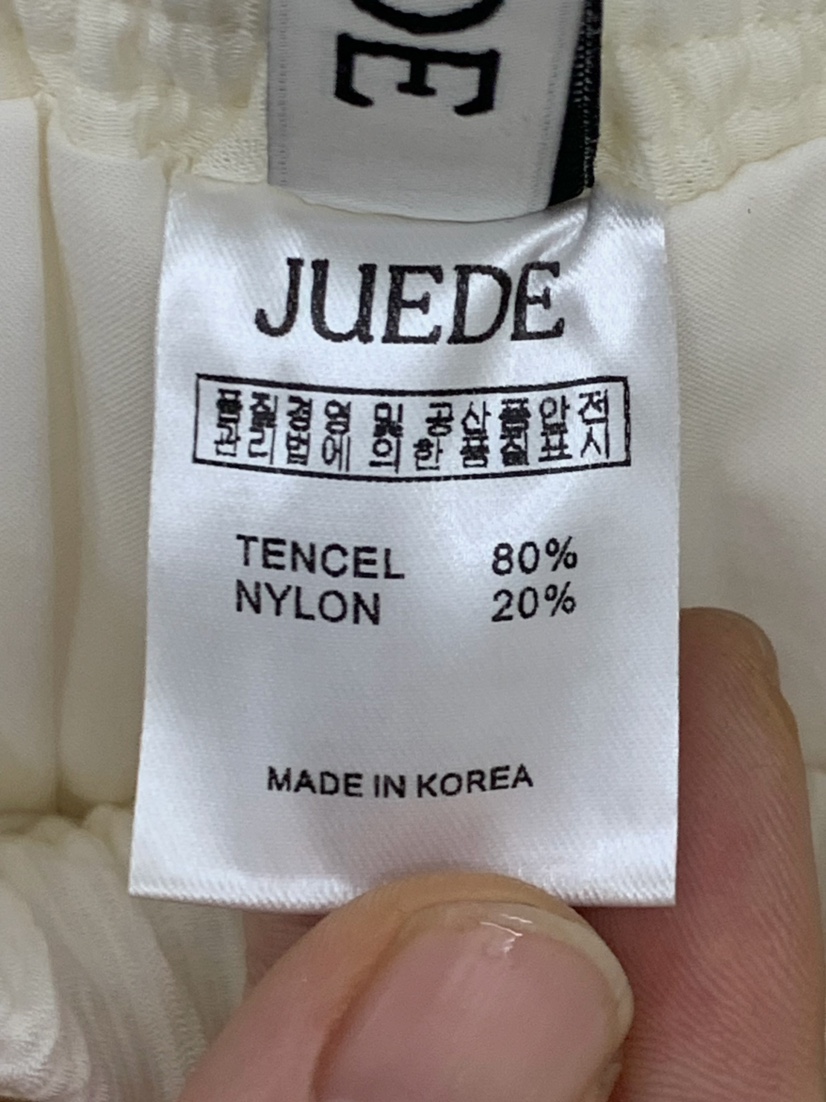 DE
JUEDE
품질경영 및 공산품안전
관리법에 의한 품질표시
TENCEL 80%
NYLON 20%
MADE IN KOREA